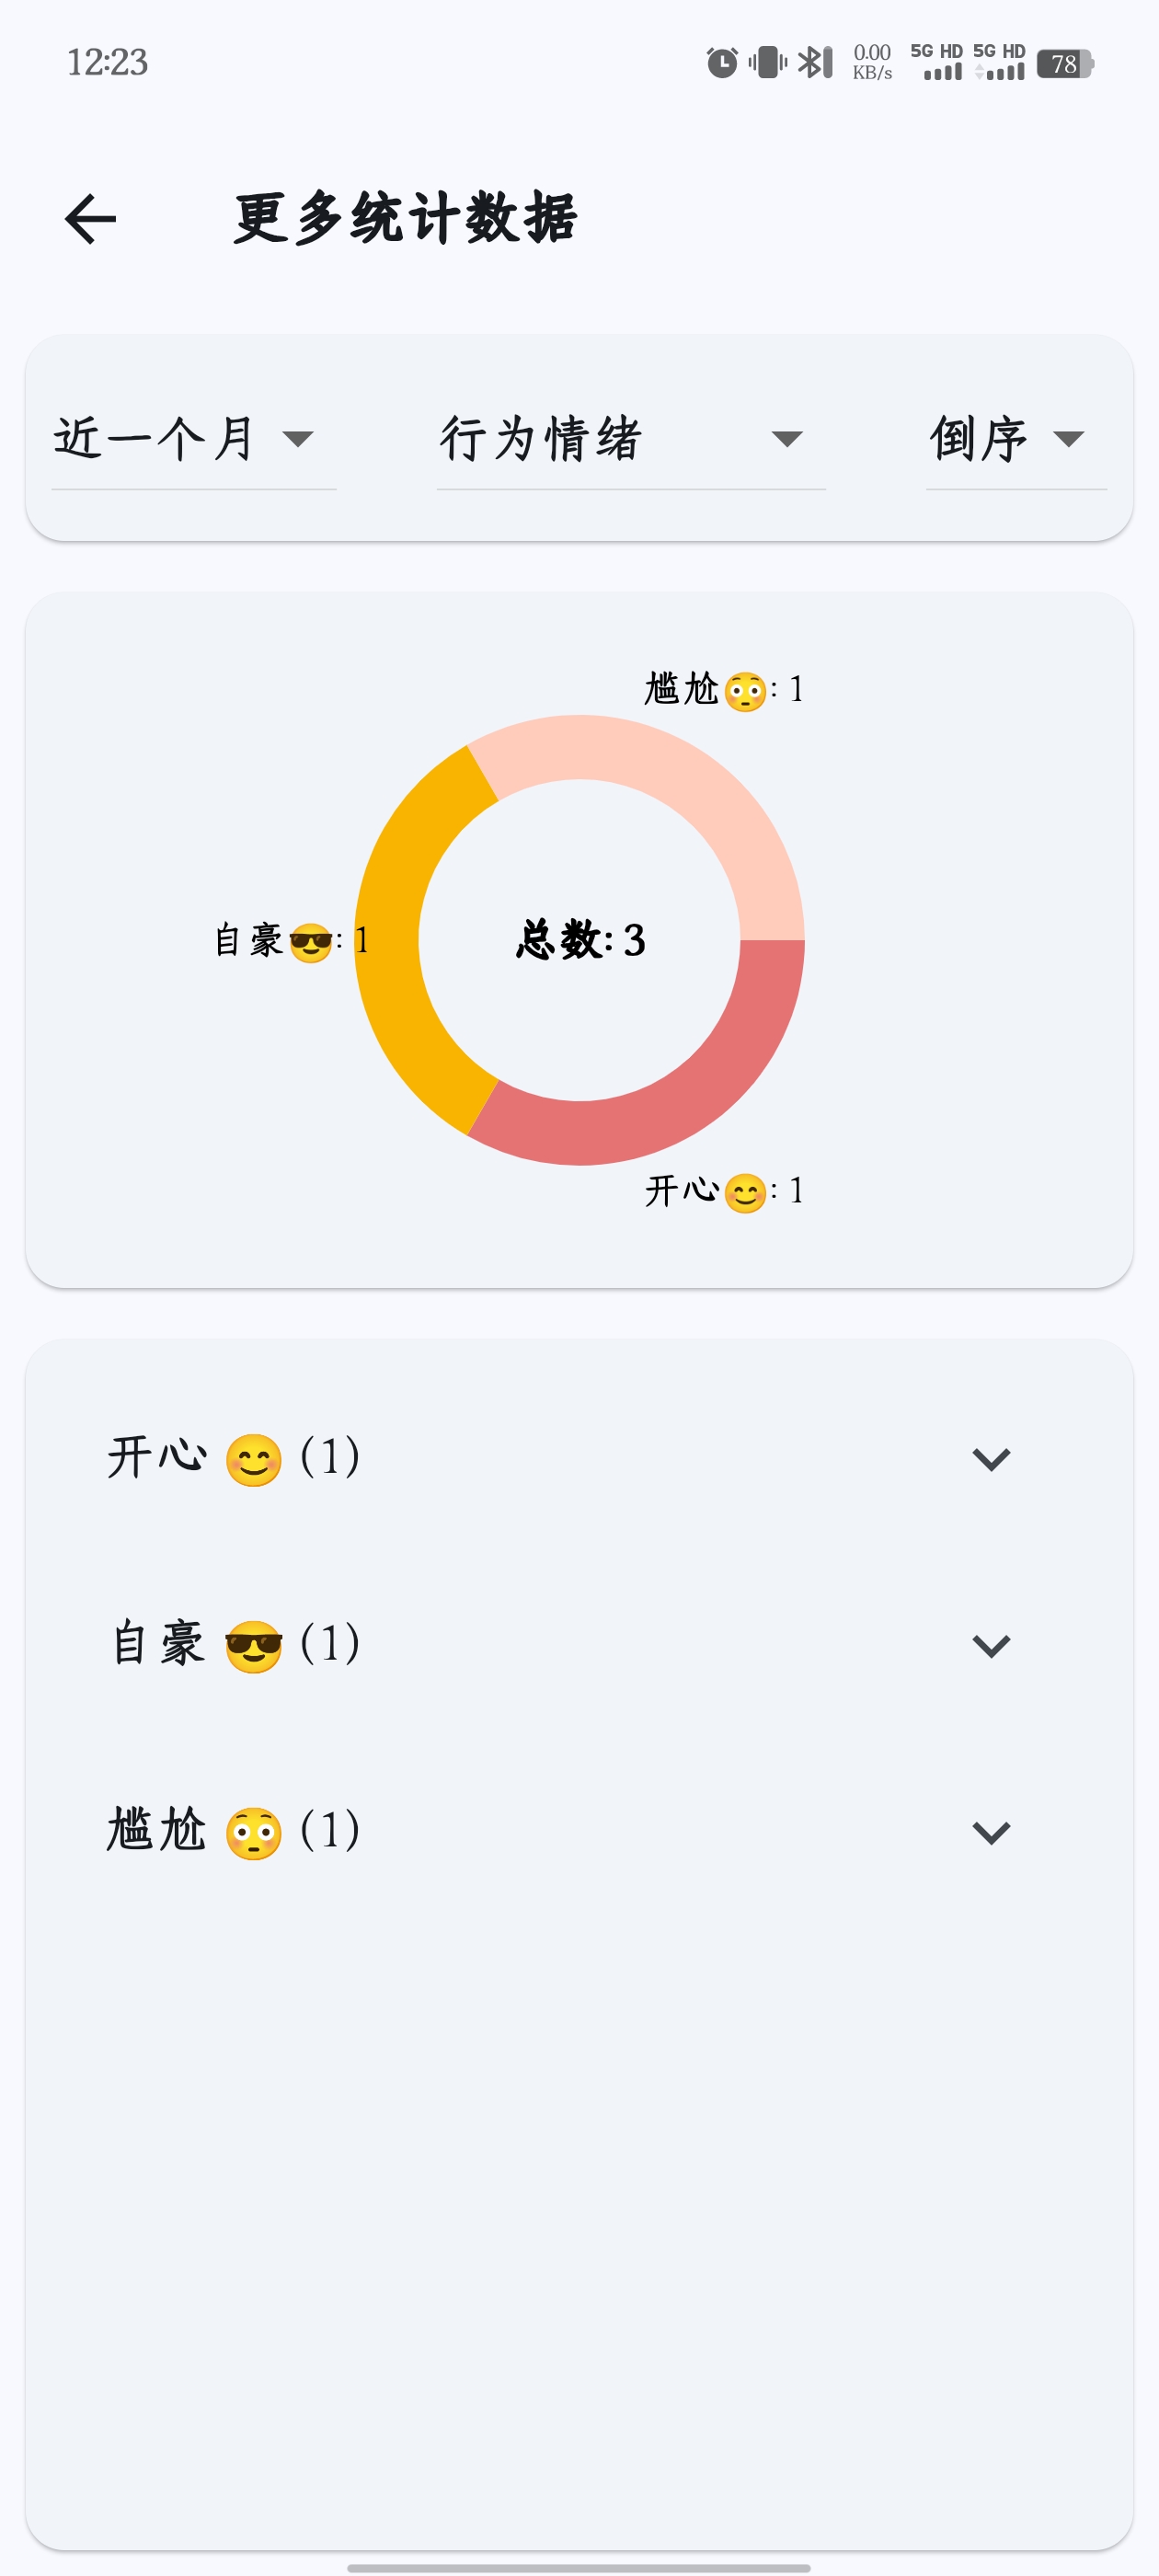 12:23 0.00 KB/s 5G HD 5G HD 78
更多统计数据
近一个月 行为情绪 倒序
尴尬😳: 1
自豪😎: 1
总数: 3
开心😊: 1
开心 😊 (1)
自豪 😎 (1)
尴尬 😳 (1)